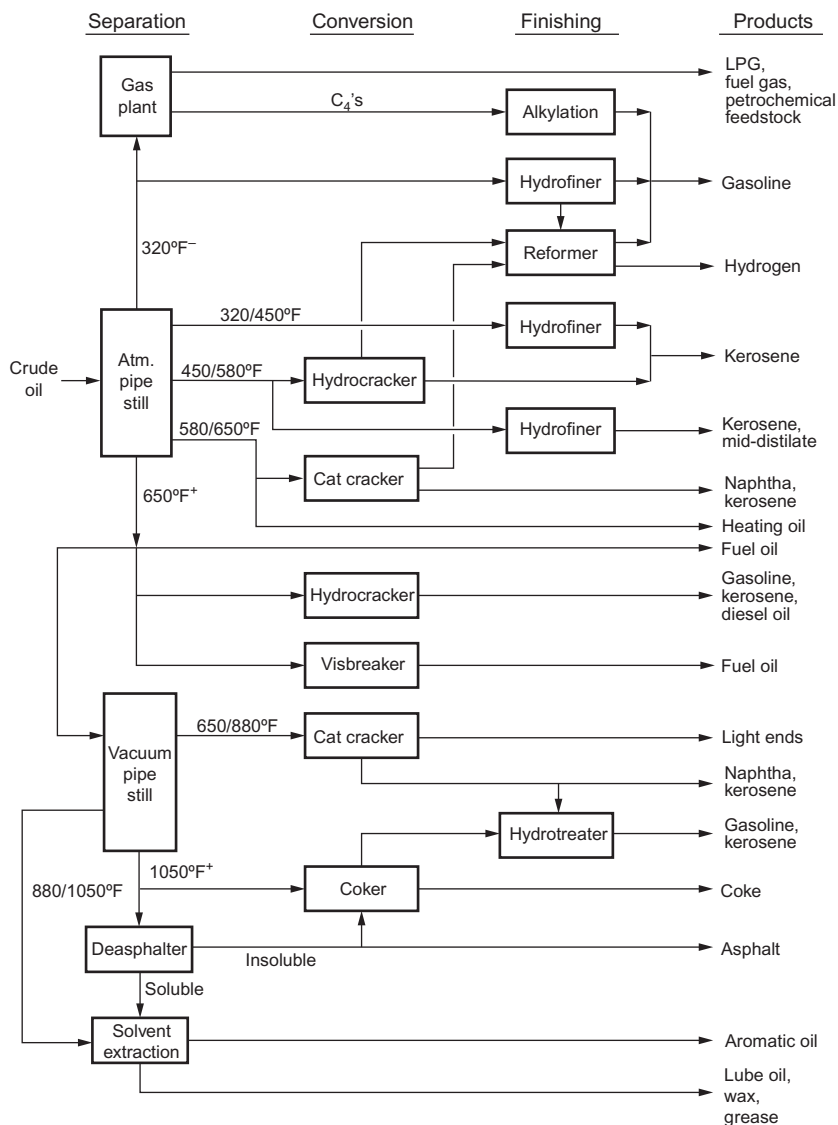 Separation
Conversion
Finishing
Products
Gas
plant
LPG,
fuel gas,
petrochemical
feedstock
C₄’s
Alkylation
Hydrofiner
Gasoline
320ºF⁻
Reformer
Hydrogen
320/450ºF
Hydrofiner
Crude
oil
Atm.
pipe
still
450/580ºF
Hydrocracker
Kerosene
580/650ºF
Hydrofiner
Kerosene,
mid-distilate
650ºF⁺
Cat cracker
Naphtha,
kerosene
Heating oil
Fuel oil
Hydrocracker
Gasoline,
kerosene,
diesel oil
Visbreaker
Fuel oil
Vacuum
pipe
still
650/880ºF
Cat cracker
Light ends
Naphtha,
kerosene
Hydrotreater
Gasoline,
kerosene
880/1050ºF
1050ºF⁺
Coker
Coke
Deasphalter
Insoluble
Asphalt
Soluble
Solvent
extraction
Aromatic oil
Lube oil,
wax,
grease